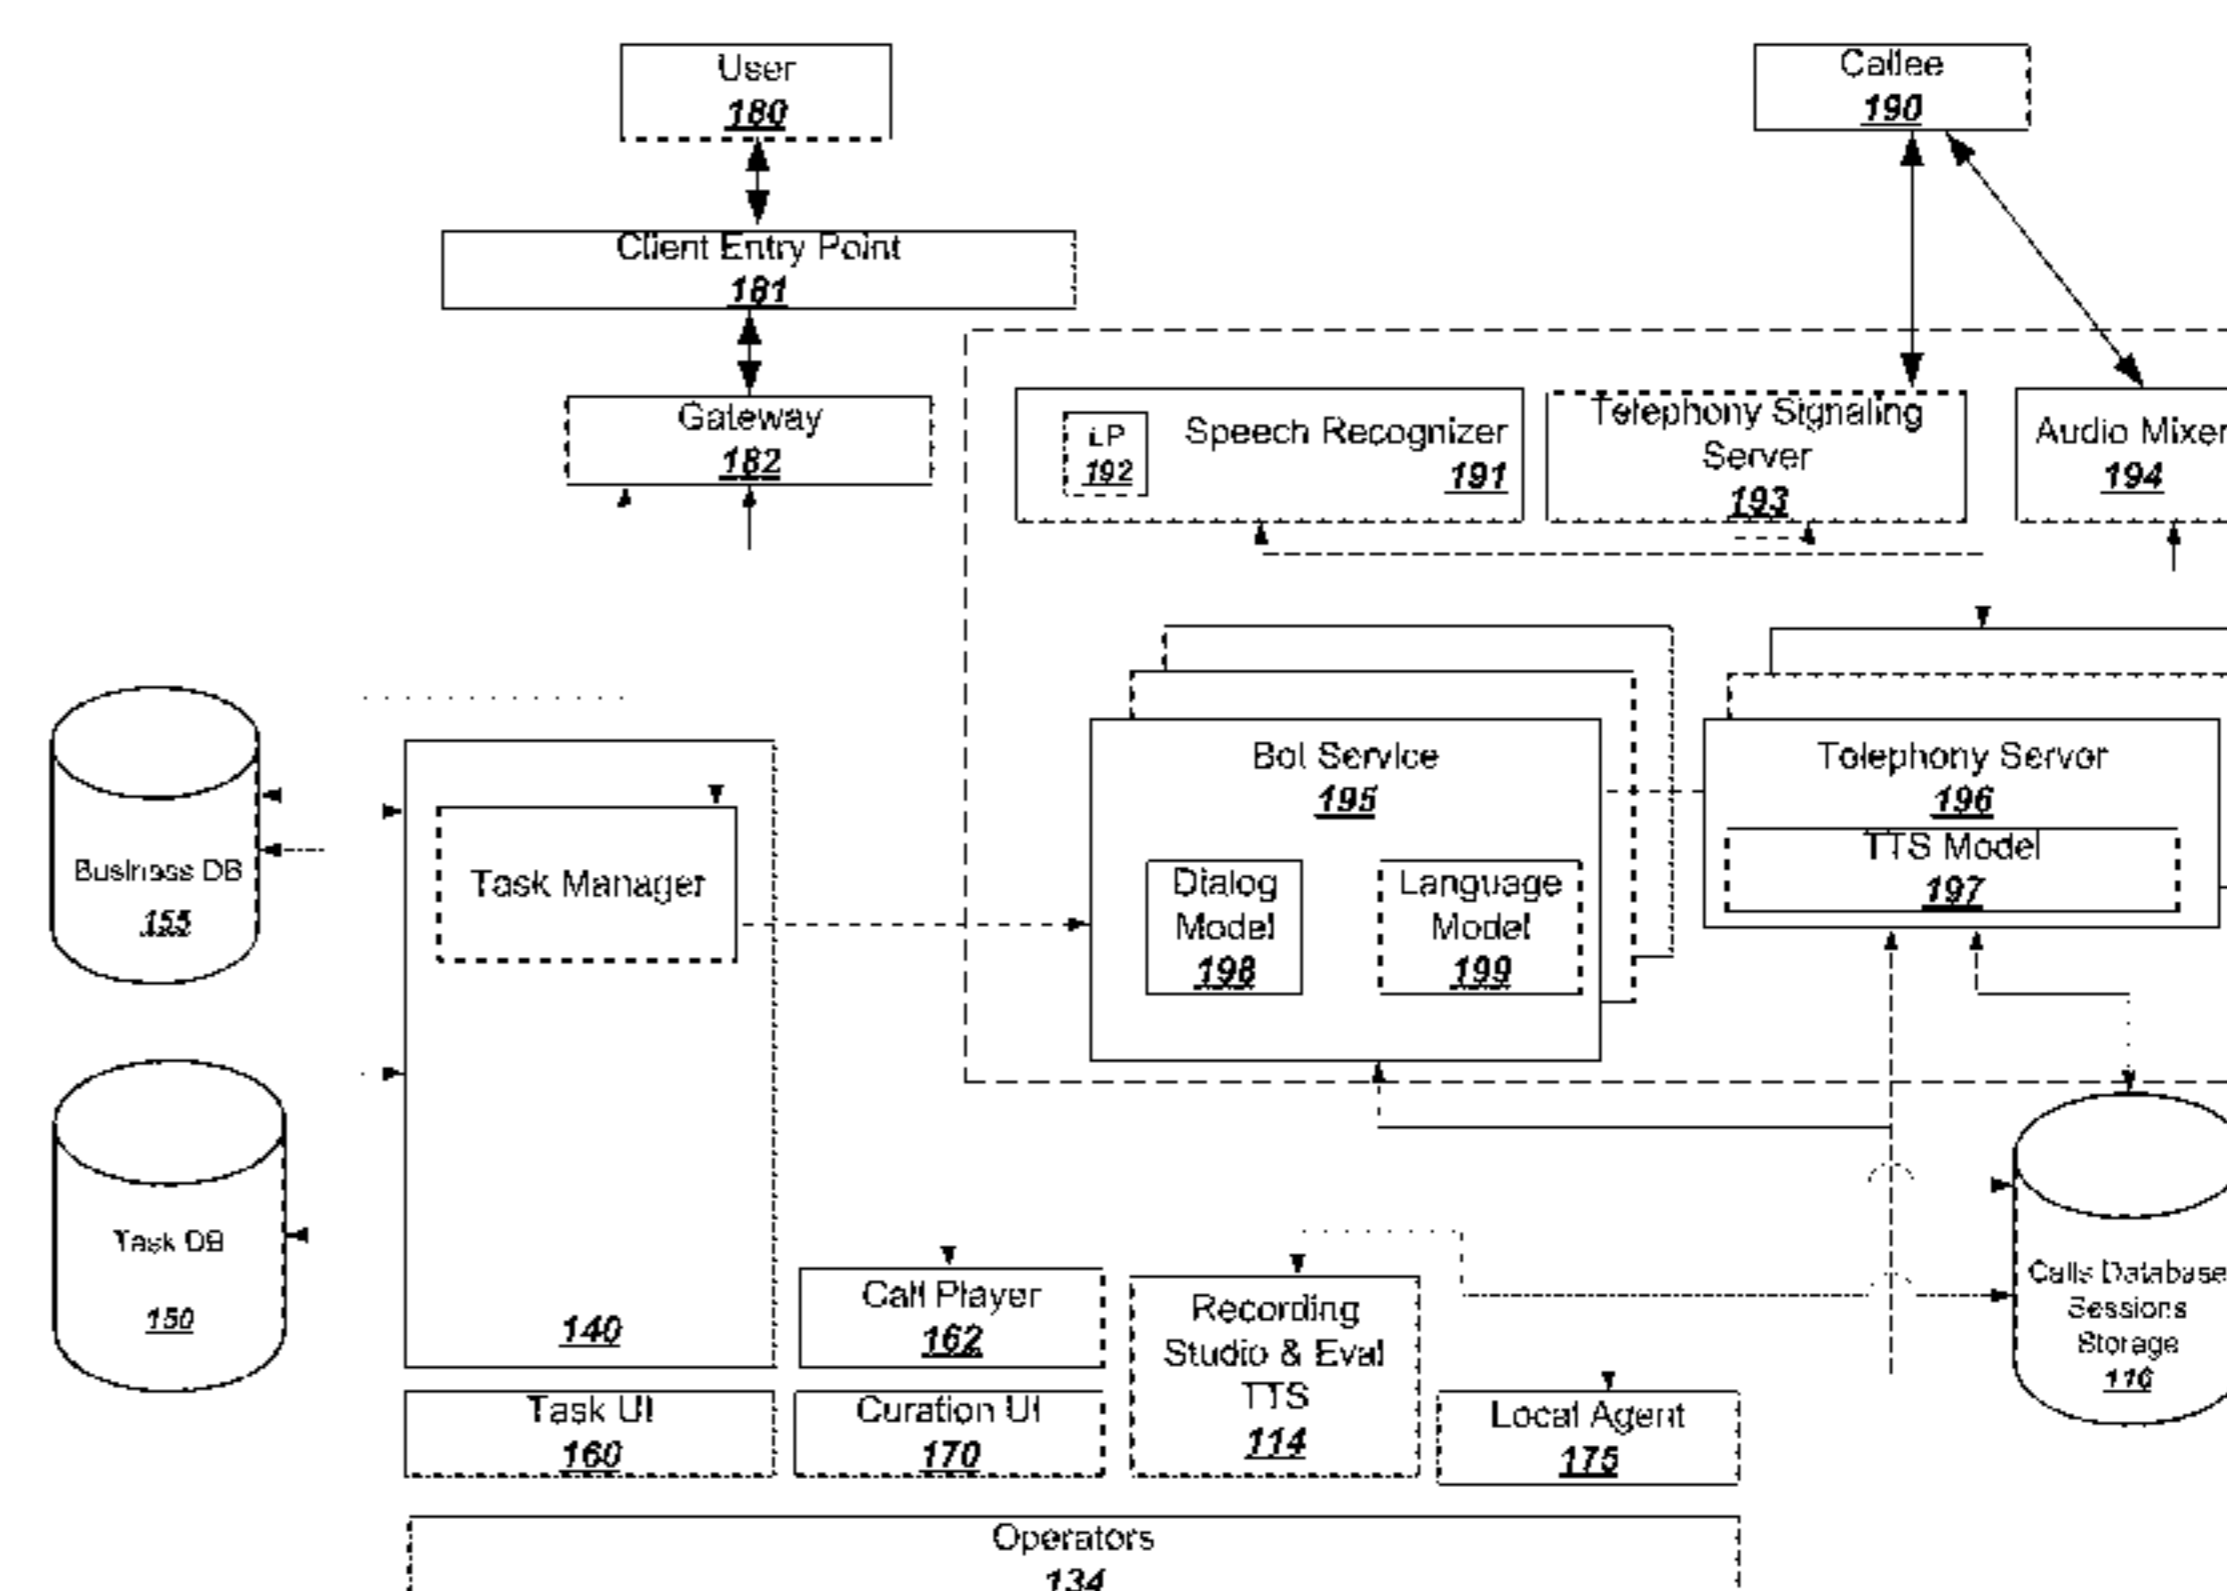 User
180
Callee
190
Client Entry Point
181
Gateway
182
LP
192
Speech Recognizer
191
Telephony Signaling
Server
193
Audio Mixer
194
Bot Service
195
Dialog
Model
198
Language
Model
199
Telephony Server
196
TTS Model
197
Business DB
155
Task Manager
140
Task DB
150
Call Player
162
Recording
Studio & Eval
TTS
114
Calls Database
Sessions
Storage
116
Task UI
160
Curation UI
170
Local Agent
175
Operators
134